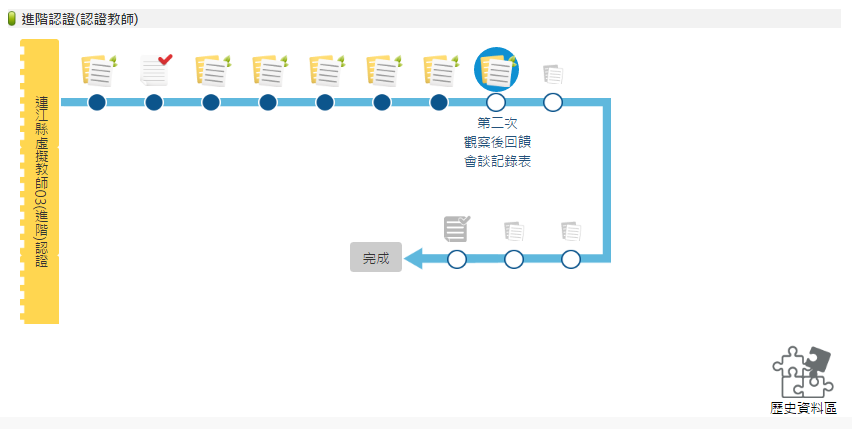 進階認證(認證教師)
連江縣虛擬教師03(進階)認證
第二次
觀察後回饋
會談記錄表
完成
歷史資料區